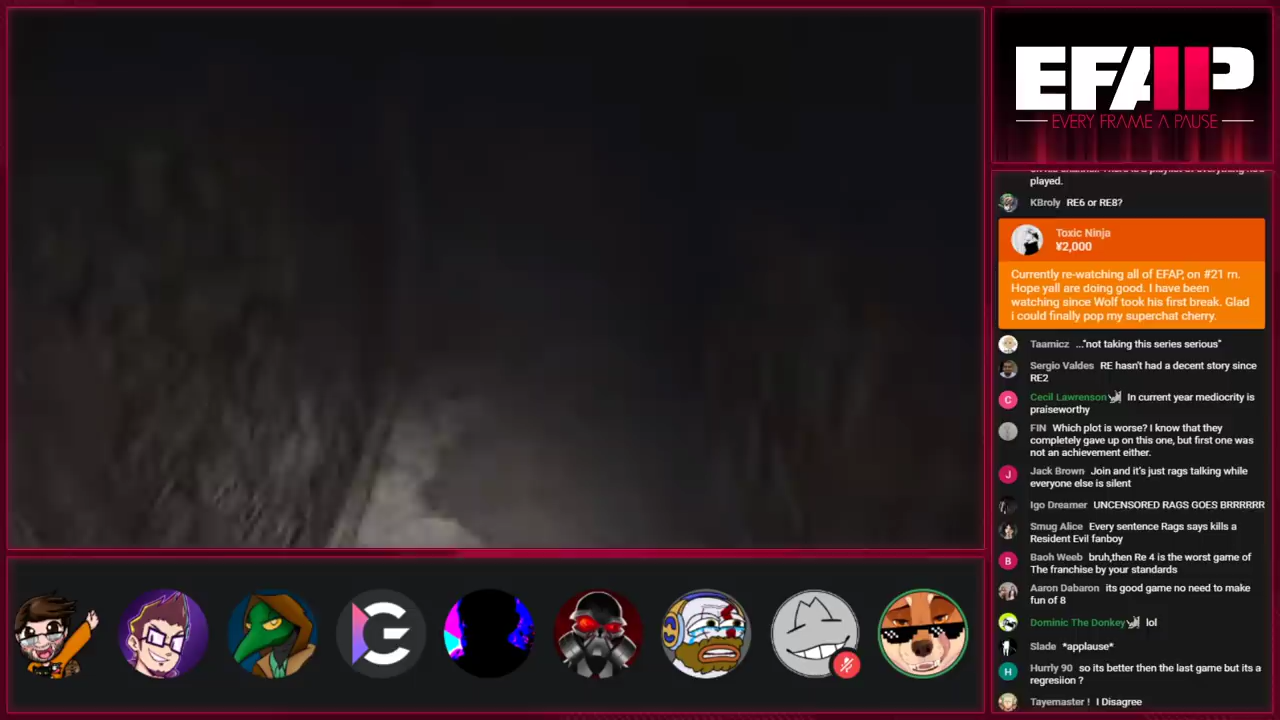 EFAP
EVERY FRAME A PAUSE
played.
KBroly RE6 or RE8?
Toxic Ninja
¥2,000
Currently re-watching all of EFAP, on #21 rn.
Hope yall are doing good. I have been
watching since Wolf took his first break. Glad
i could finally pop my superchat cherry.
Taamicz ..."not taking this series serious"
Sergio Valdes RE hasn't had a decent story since
RE2
C Cecil Lawrenson In current year mediocrity is
praiseworthy
FIN Which plot is worse? I know that they
completely gave up on this one, but first one was
not an achievement either.
J Jack Brown Join and it's just rags talking while
everyone else is silent
Igo Dreamer UNCENSORED RAGS GOES BRRRRRR
Smug Alice Every sentence Rags says kills a
Resident Evil fanboy
B Baoh Weeb bruh,then Re 4 is the worst game of
The franchise by your standards
Aaron Dabaron its good game no need to make
fun of 8
Dominic The Donkey lol
Slade *applause*
H Hurrly 90 so its better then the last game but its a
regresiion ?
Tayemaster ! I Disagree
G